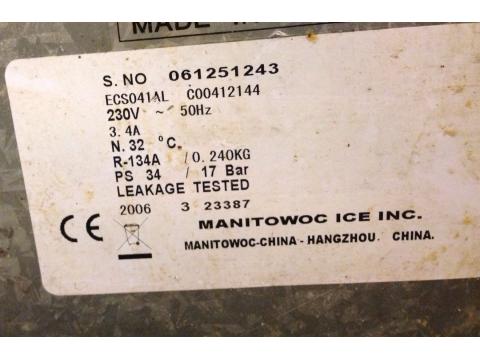 MADE IN
S. NO 061251243
ECS041AL C00412144
230V ~ 50Hz
3. 4A
N. 32 °C.
R-134A / 0. 240KG
PS 34 / 17 Bar
LEAKAGE TESTED
2006 3 23387
CE
MANITOWOC ICE INC.
MANITOWOC-CHINA - HANGZHOU. CHINA.